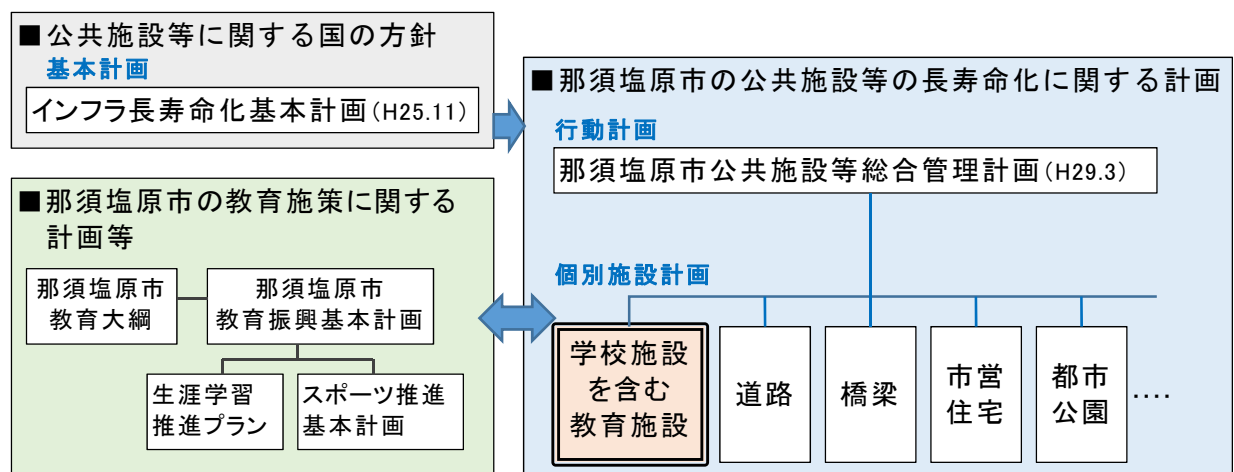 ■公共施設等に関する国の方針
基本計画
インフラ長寿命化基本計画(H25.11)
■那須塩原市の教育施策に関する
計画等
那須塩原市
教育大綱
那須塩原市
教育振興基本計画
生涯学習
推進プラン
スポーツ推進
基本計画
■那須塩原市の公共施設等の長寿命化に関する計画
行動計画
那須塩原市公共施設等総合管理計画(H29.3)
個別施設計画
学校施設
を含む
教育施設
道路
橋梁
市営
住宅
都市
公園
‥‥